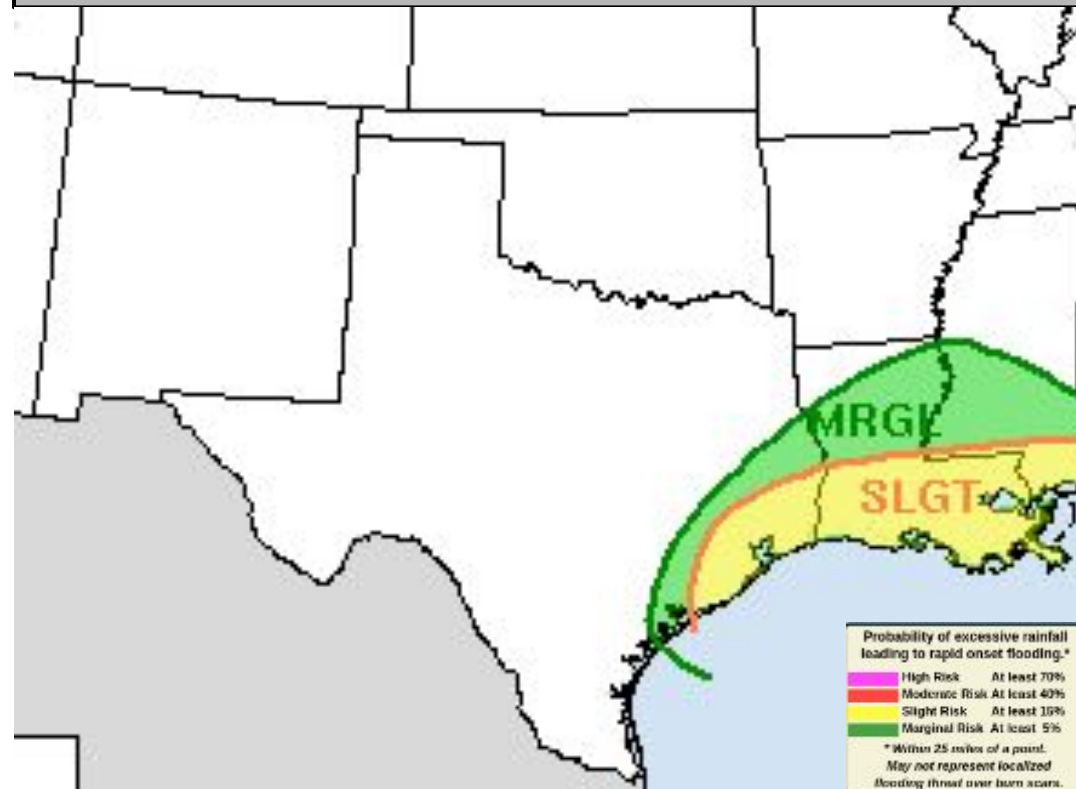 MRGL
SLGT
Probability of excessive rainfall
leading to rapid onset flooding.*
High Risk At least 70%
Moderate Risk At least 40%
Slight Risk At least 15%
Marginal Risk At least 5%
* Within 25 miles of a point.
May not represent localized
flooding threat over burn scars.